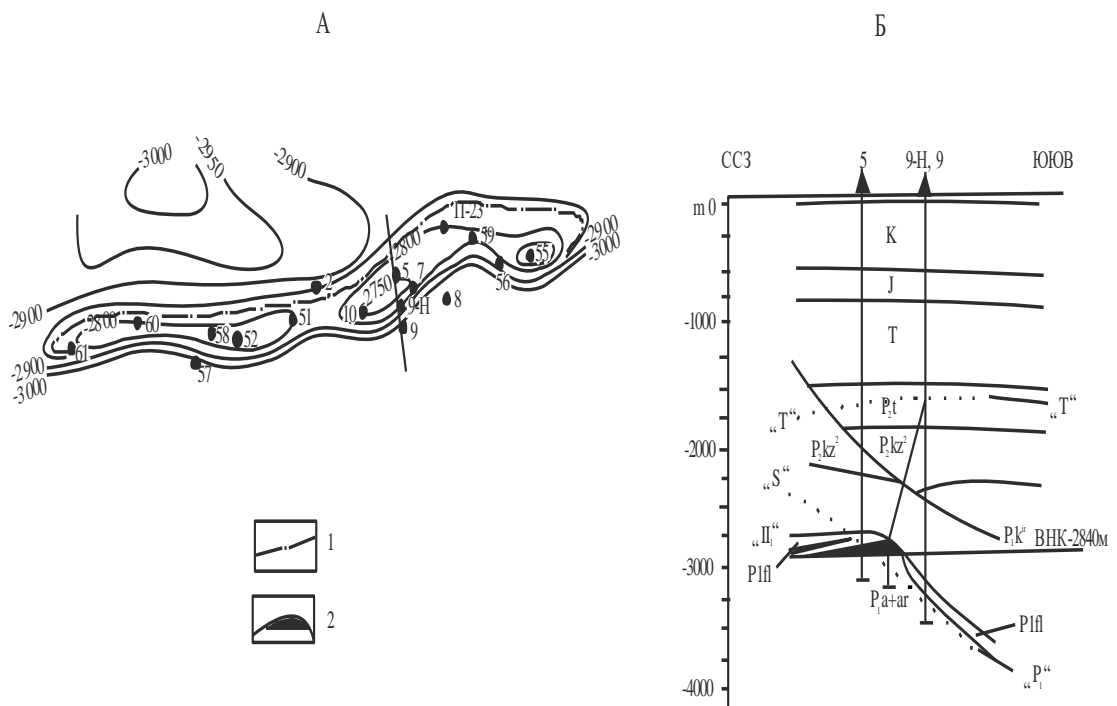 А
Б
-3000
-2950
-2900
11-23
-2900
-3000
-2800
59
55
5
7
56
2
2750
9-Н
8
10
9
-2900
-2800
60
51
58
52
61
57
-2900
-3000
1
2
ССЗ
5
9-Н, 9
ЮЮВ
m 0
K
J
-1000
T
„T“
P₂t
„T“
P₂kz²
P₂kz²
-2000
„S“
„II₁“
P₁kⁱʳ
ВНК-2840м
P1fl
-3000
P₁a+ar
P1fl
„P₁“
-4000